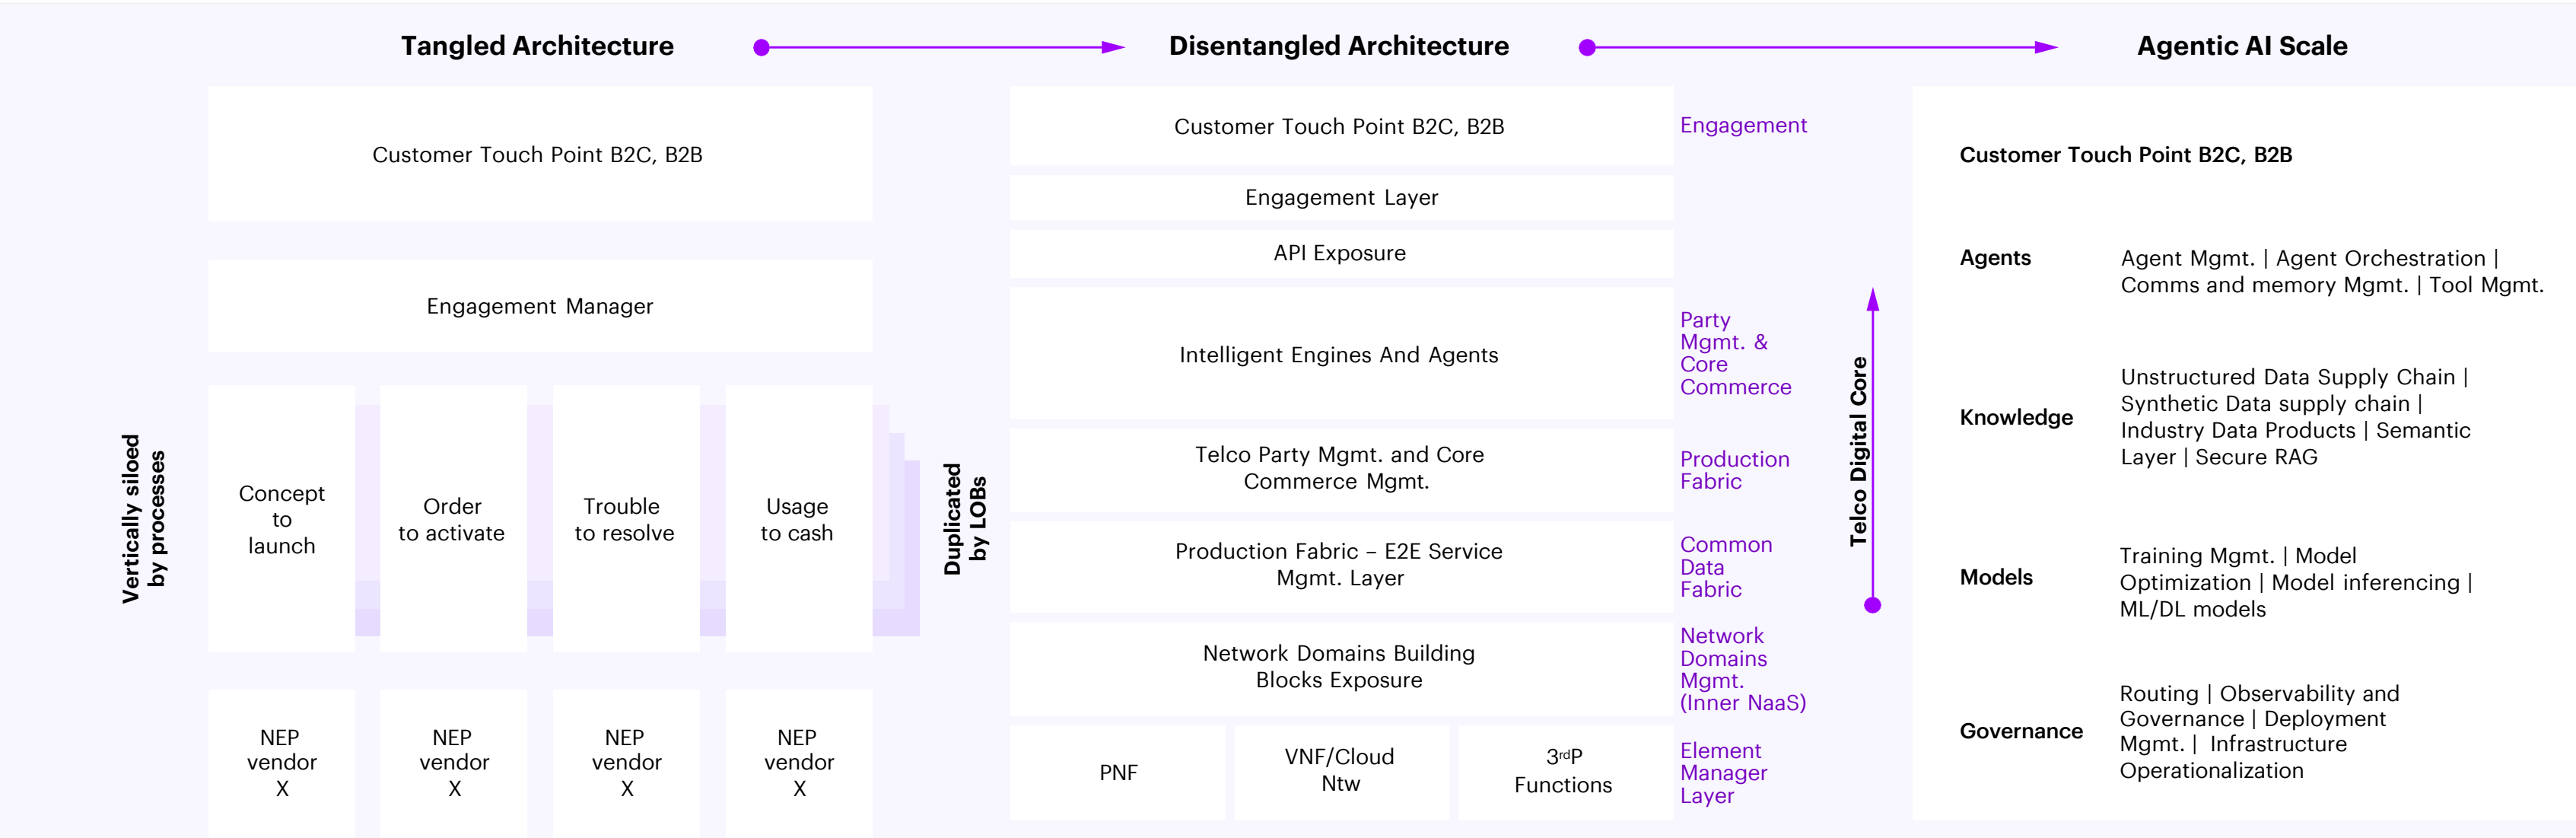 Tangled Architecture
Disentangled Architecture
Agentic AI Scale
Customer Touch Point B2C, B2B
Engagement Manager
Vertically siloed
by processes
Concept
to
launch
Order
to activate
Trouble
to resolve
Usage
to cash
Duplicated
by LOBs
NEP
vendor
X
NEP
vendor
X
NEP
vendor
X
NEP
vendor
X
Customer Touch Point B2C, B2B
Engagement
Engagement Layer
API Exposure
Intelligent Engines And Agents
Party
Mgmt. &
Core
Commerce
Telco Party Mgmt. and Core
Commerce Mgmt.
Production
Fabric
Production Fabric – E2E Service
Mgmt. Layer
Common
Data
Fabric
Network Domains Building
Blocks Exposure
Network
Domains
Mgmt.
(Inner NaaS)
PNF
VNF/Cloud
Ntw
3rdP
Functions
Element
Manager
Layer
Telco Digital Core
Customer Touch Point B2C, B2B
Agents
Agent Mgmt. | Agent Orchestration |
Comms and memory Mgmt. | Tool Mgmt.
Knowledge
Unstructured Data Supply Chain |
Synthetic Data supply chain |
Industry Data Products | Semantic
Layer | Secure RAG
Models
Training Mgmt. | Model
Optimization | Model inferencing |
ML/DL models
Governance
Routing | Observability and
Governance | Deployment
Mgmt. | Infrastructure
Operationalization